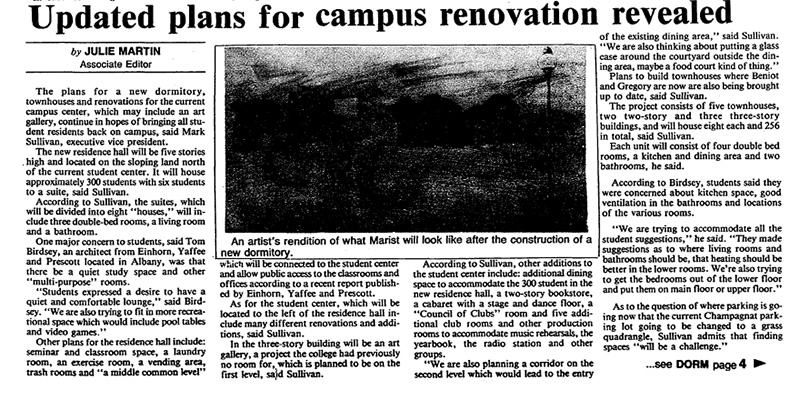 Updated plans for campus renovation revealed
by JULIE MARTIN
Associate Editor
The plans for a new dormitory,
townhouses and renovations for the current
campus center, which may include an art
gallery, continue in hopes of bringing all stu-
dent residents back on campus, said Mark
Sullivan, executive vice president.
The new residence hall will be five stories
high and located on the sloping land north
of the current student center. It will house
approximately 300 students with six students
to a suite, said Sullivan.
According to Sullivan, the suites, which
will be divided into eight "houses," will in-
clude three double-bed rooms, a living room
and a bathroom.
One major concern to students, said Tom
Birdsey, an architect from Einhorn, Yaffee
and Prescott located in Albany, was that
there be a quiet study space and other
"multi-purpose" rooms.
"Students expressed a desire to have a
quiet and comfortable lounge," said Bird-
sey. "We are also trying to fit in more recrea-
tional space which would include pool tables
and video games."
Other plans for the residence hall include:
seminar and classroom space, a laundry
room, an exercise room, a vending area,
trash rooms and "a middle common level"
An artist's rendition of what Marist will look like after the construction of a
new dormitory.
which will be connected to the student center
and allow public access to the classrooms and
offices according to a recent report publish-
ed by Einhorn, Yaffee and Prescott.
As for the student center, which will be
located to the left of the residence hall in-
clude many different renovations and addi-
tions, said Sullivan.
In the three-story building will be an art
gallery, a project the college had previously
no room for, which is planned to be on the
first level, said Sullivan.
According to Sullivan, other additions to
the student center include: additional dining
space to accommodate the 300 student in the
new residence hall, a two-story bookstore,
a cabaret with a stage and dance floor, a
"Council of Clubs" room and five addi-
tional club rooms and other production
rooms to accommodate music rehearsals, the
yearbook, the radio station and other
groups.
"We are also planning a corridor on the
second level which would lead to the entry
of the existing dining area," said Sullivan.
"We are also thinking about putting a glass
case around the courtyard outside the din-
ing area, maybe a food court kind of thing."
Plans to build townhouses where Beniot
and Gregory are now are also being brought
up to date, said Sullivan.
The project consists of five townhouses,
two two-story and three three-story
buildings, and will house eight each and 256
in total, said Sullivan.
Each unit will consist of four double bed
rooms, a kitchen and dining area and two
bathrooms, he said.
According to Birdsey, students said they
were concerned about kitchen space, good
ventilation in the bathrooms and locations
of the various rooms.
"We are trying to accommodate all the
student suggestions," he said. "They made
suggestions as to where living rooms and
bathrooms should be, that heating should be
better in the lower rooms. We're also trying
to get the bedrooms out of the lower floor
and put them on main floor or upper floor."
As to the question of where parking is go-
ing now that the current Champagnat park-
ing lot going to be changed to a grass
quadrangle, Sullivan admits that finding
spaces "will be a challenge."
...see DORM page 4 ►